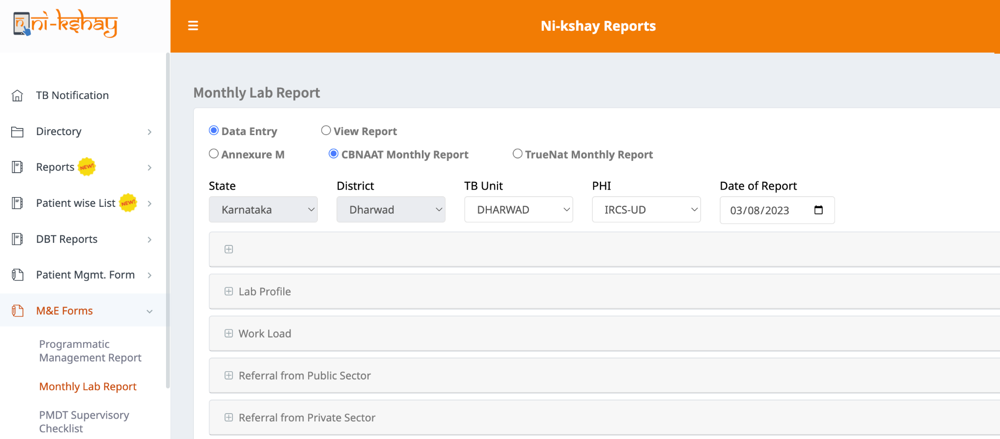 ni-kshay
Ni-kshay Reports
TB Notification
Directory
Reports NEW!
Patient wise List NEW!
DBT Reports
Patient Mgmt. Form
M&E Forms
Programmatic
Management Report
Monthly Lab Report
PMDT Supervisory
Checklist
Monthly Lab Report
Data Entry View Report
Annexure M CBNAAT Monthly Report TrueNat Monthly Report
State District TB Unit PHI Date of Report
Karnataka Dharwad DHARWAD IRCS-UD 03/08/2023
Lab Profile
Work Load
Referral from Public Sector
Referral from Private Sector